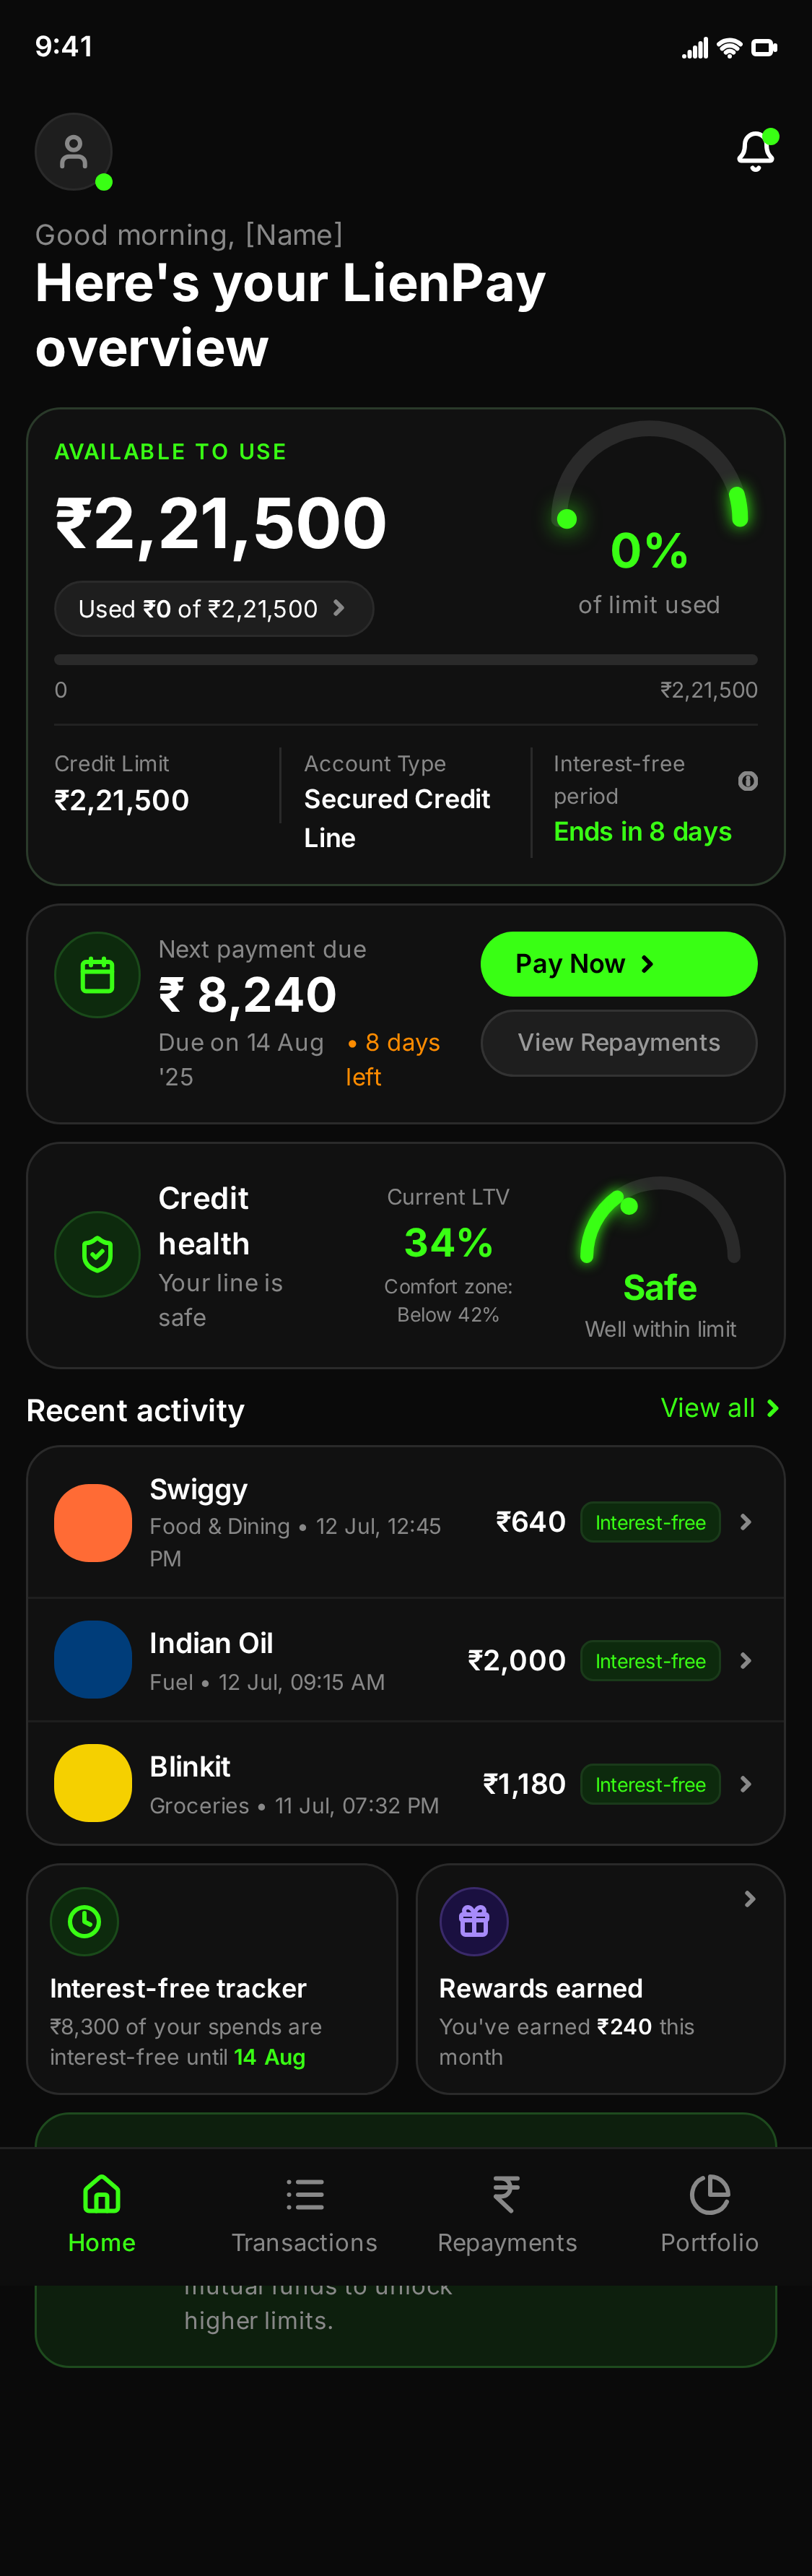 9:41
Good morning, [Name]
Here's your LienPay
overview
AVAILABLE TO USE
₹2,21,500
Used ₹0 of ₹2,21,500
0%
of limit used
0
₹2,21,500
Credit Limit
₹2,21,500
Account Type
Secured Credit
Line
Interest-free
period
Ends in 8 days
Next payment due
₹ 8,240
Due on 14 Aug
'25
• 8 days
left
Pay Now
View Repayments
Credit
health
Your line is
safe
Current LTV
34%
Comfort zone:
Below 42%
Safe
Well within limit
Recent activity
View all
Swiggy
Food & Dining • 12 Jul, 12:45
PM
₹640
Interest-free
Indian Oil
Fuel • 12 Jul, 09:15 AM
₹2,000
Interest-free
Blinkit
Groceries • 11 Jul, 07:32 PM
₹1,180
Interest-free
Interest-free tracker
₹8,300 of your spends are
interest-free until 14 Aug
Rewards earned
You've earned ₹240 this
month
Home
Transactions
Repayments
Portfolio
mutual funds to unlock
higher limits.